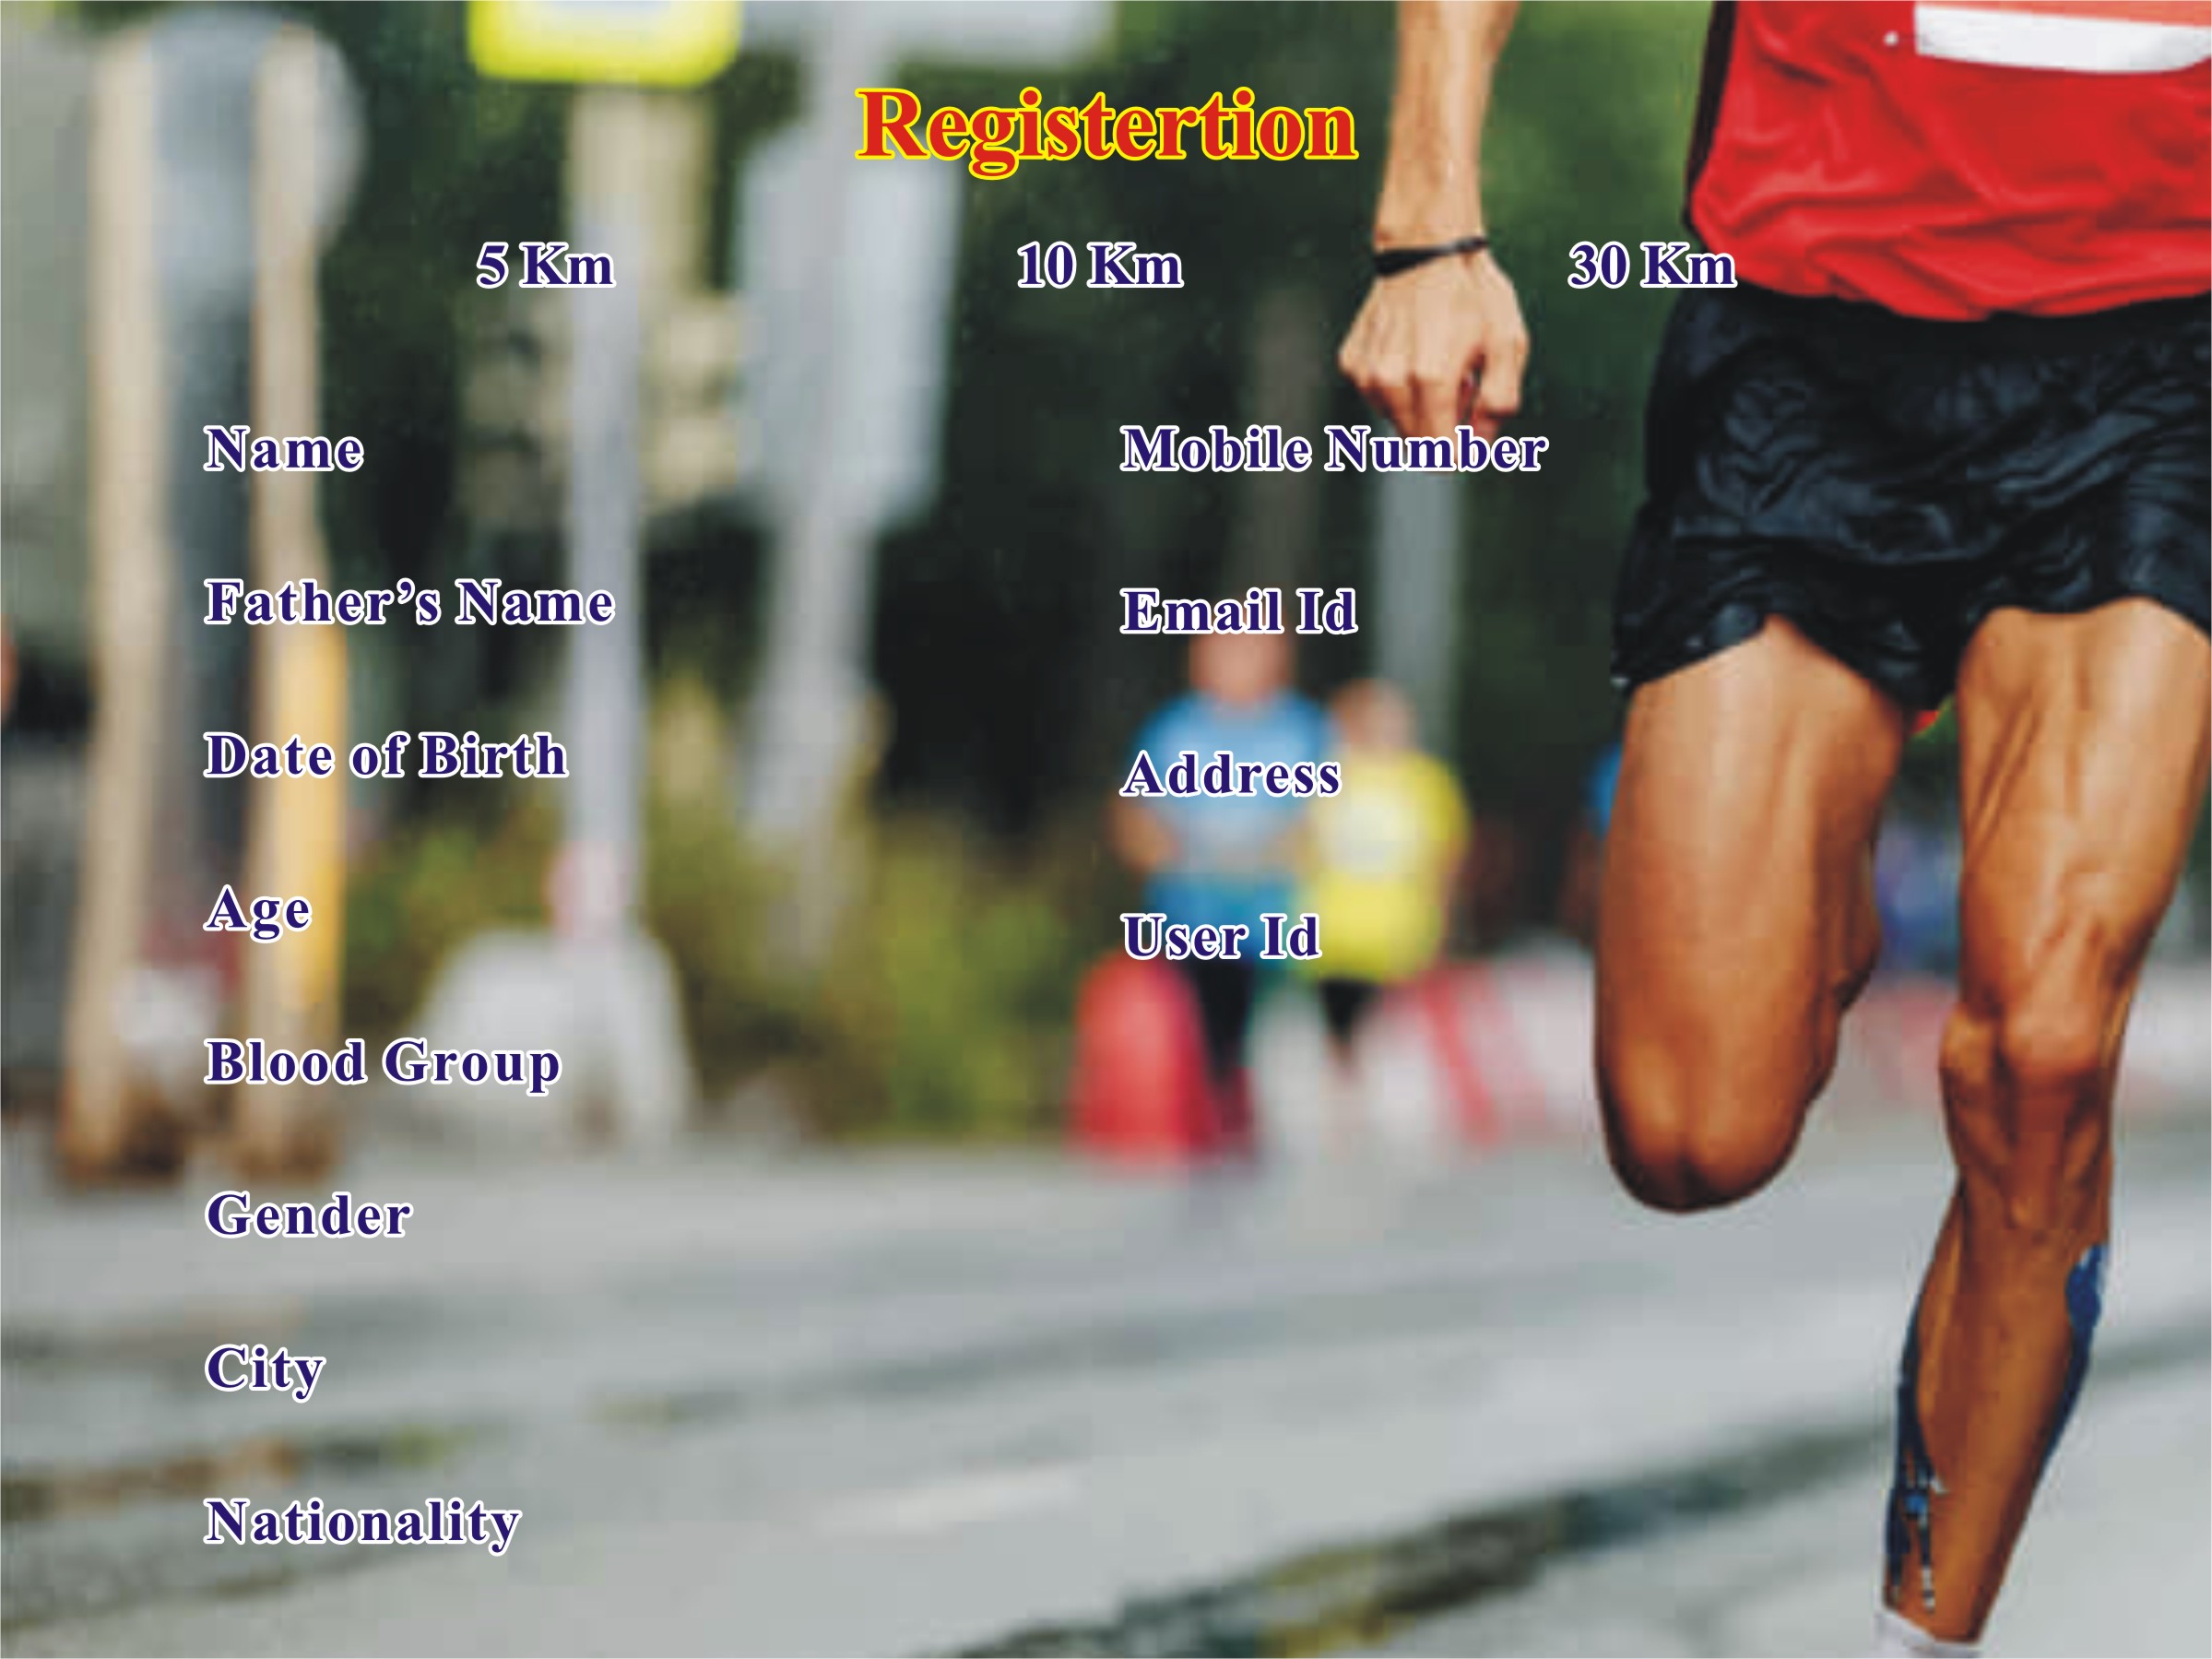 Registertion
5 Km 10 Km 30 Km
Name
Father’s Name
Date of Birth
Age
Blood Group
Gender
City
Nationality
Mobile Number
Email Id
Address
User Id